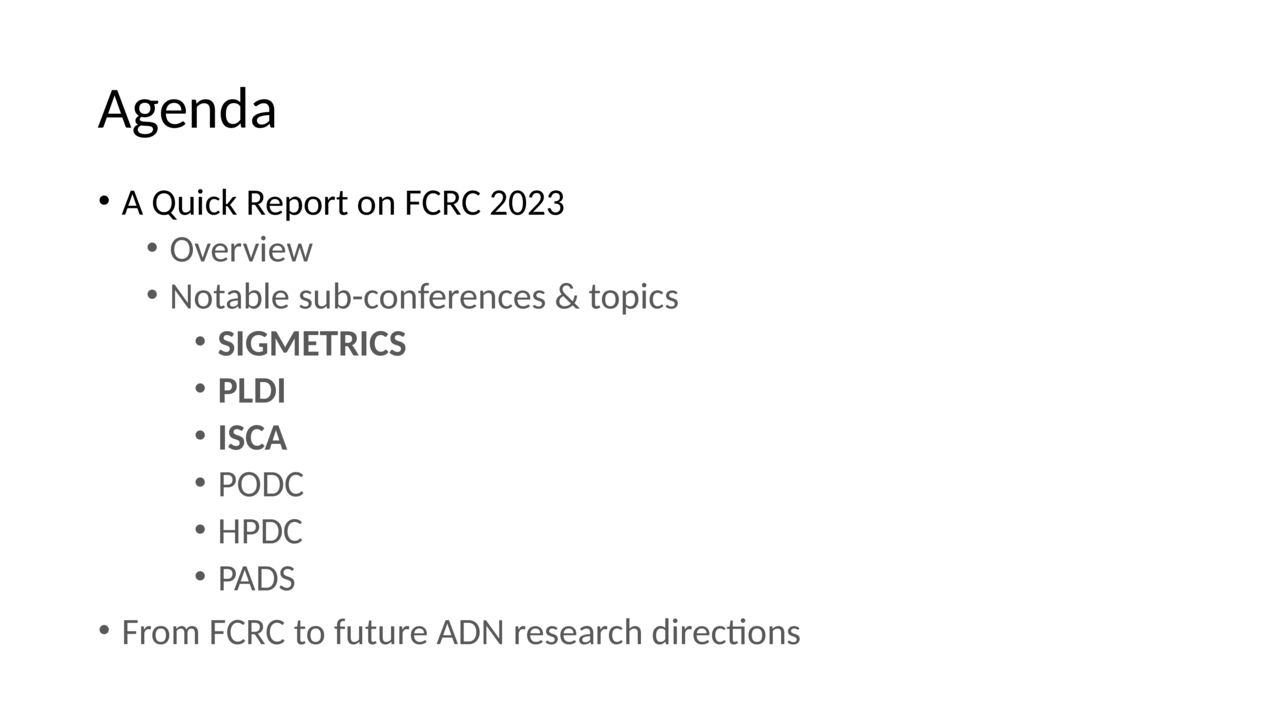 Agenda
• A Quick Report on FCRC 2023
• Overview
• Notable sub-conferences & topics
• SIGMETRICS
• PLDI
• ISCA
• PODC
• HPDC
• PADS
• From FCRC to future ADN research directions